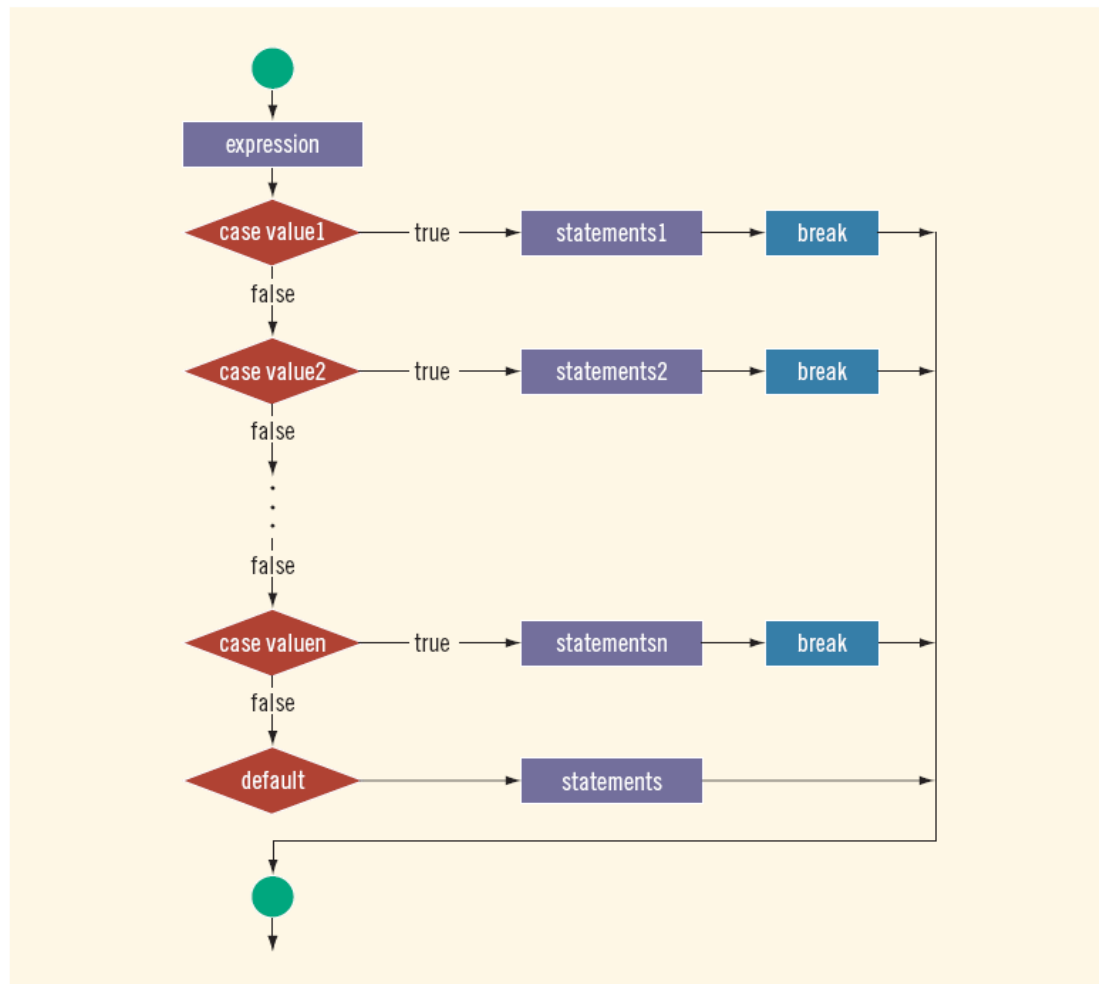 expression
case value1
true
statements1
break
false
case value2
true
statements2
break
false
false
case valuen
true
statementsn
break
false
default
statements